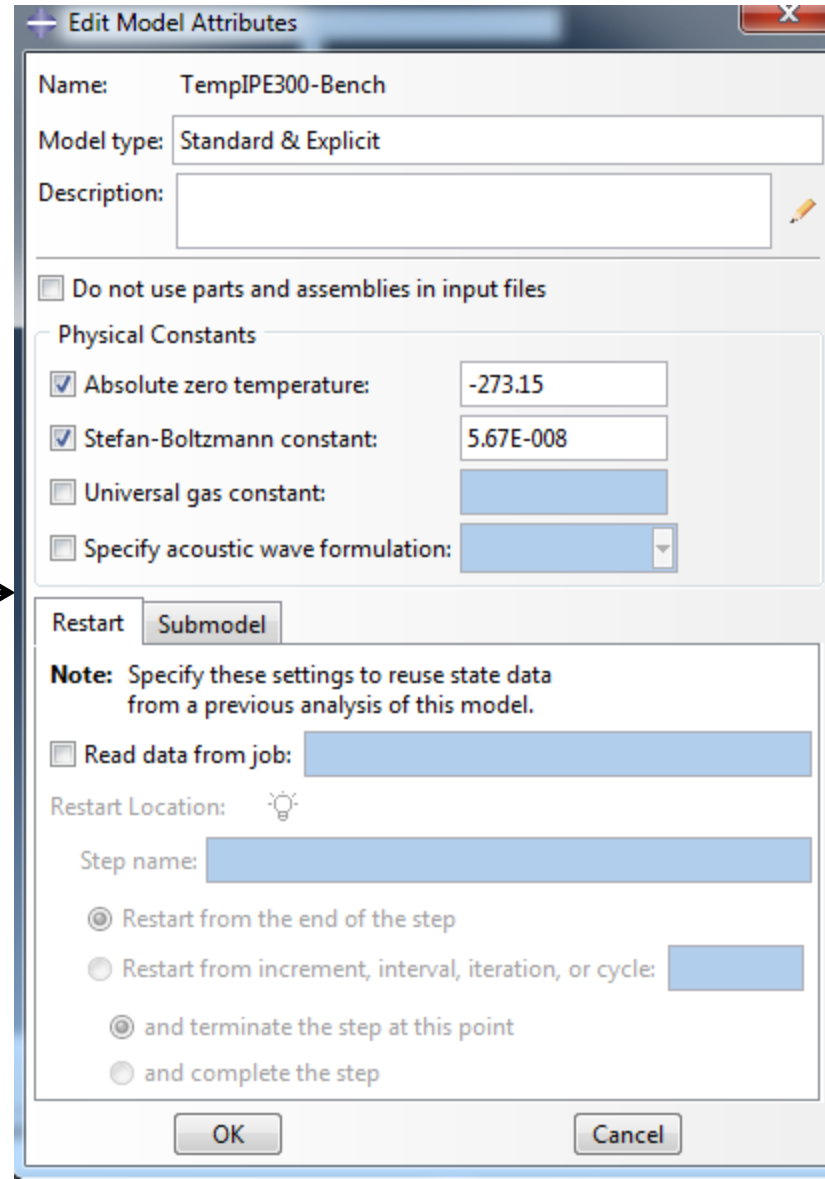 Edit Model Attributes
x
Name: TempIPE300-Bench
Model type: Standard & Explicit
Description:
Do not use parts and assemblies in input files
Physical Constants
Absolute zero temperature: -273.15
Stefan-Boltzmann constant: 5.67E-008
Universal gas constant:
Specify acoustic wave formulation:
Restart Submodel
Note: Specify these settings to reuse state data
from a previous analysis of this model.
Read data from job:
Restart Location:
Step name:
Restart from the end of the step
Restart from increment, interval, iteration, or cycle:
and terminate the step at this point
and complete the step
OK Cancel